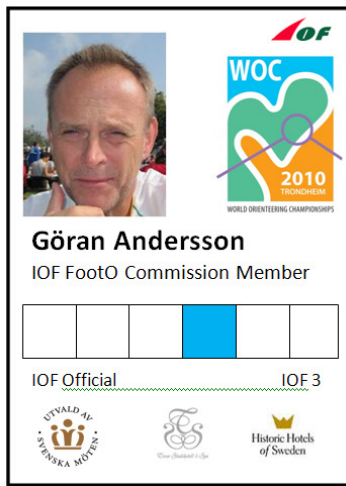 IOF
WOC
2010
TRONDHEIM
WORLD ORIENTEERING CHAMPIONSHIPS
Göran Andersson
IOF FootO Commission Member
IOF Official IOF 3
UTVALD AV
SVENSKA MÖTEN
Historic Hotels
of Sweden